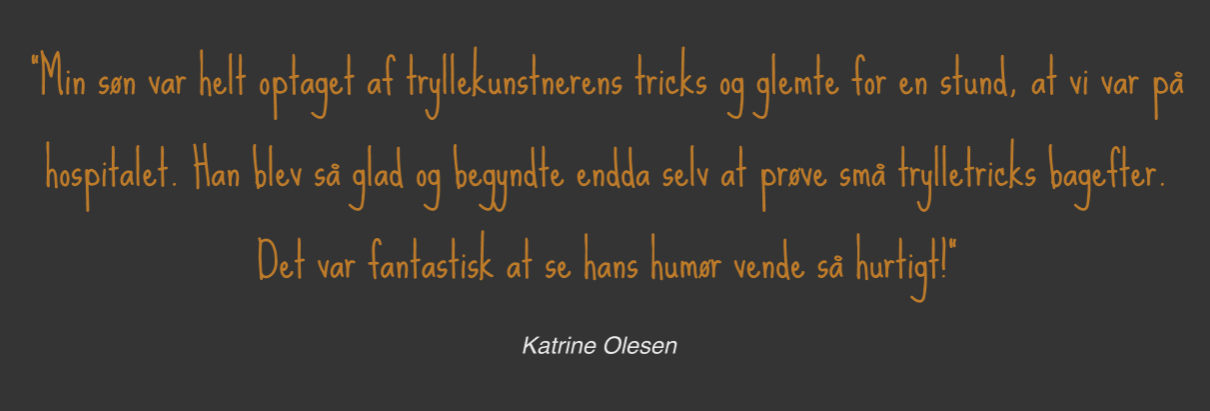 "Min søn var helt optaget af tryllekunstnerens tricks og glemte for en stund, at vi var på
hospitalet. Han blev så glad og begyndte endda selv at prøve små trylletricks bagefter.
Det var fantastisk at se hans humør vende så hurtigt!"
Katrine Olesen